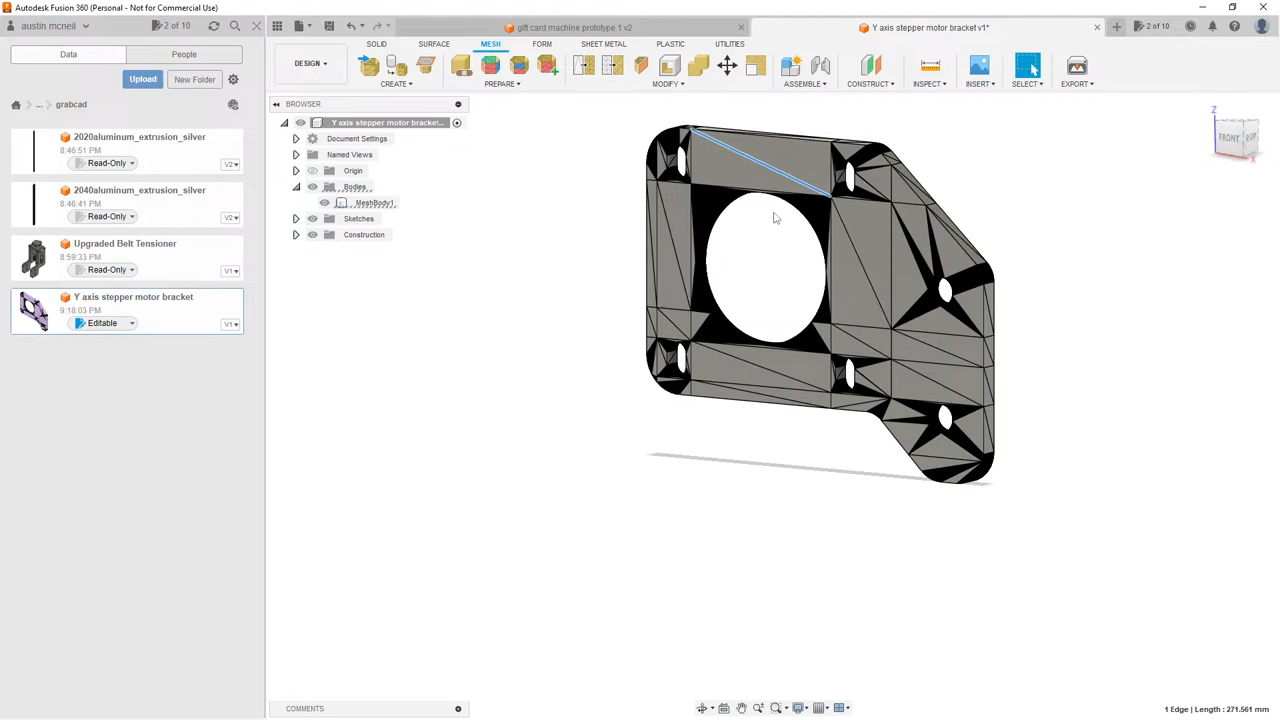 Autodesk Fusion 360 (Personal - Not for Commercial Use)
austin mcneil
2 of 10
gift card machine prototype 1 v2
Y axis stepper motor bracket v1*
2 of 10
Data
People
Upload
New Folder
... grabcad
2020aluminum_extrusion_silver
8:46:51 PM
Read-Only
V2
2040aluminum_extrusion_silver
8:46:41 PM
Read-Only
V2
Upgraded Belt Tensioner
8:59:33 PM
Read-Only
V1
Y axis stepper motor bracket
9:18:03 PM
Editable
V1
DESIGN
SOLID
SURFACE
MESH
FORM
SHEET METAL
PLASTIC
UTILITIES
CREATE
PREPARE
MODIFY
ASSEMBLE
CONSTRUCT
INSPECT
INSERT
SELECT
EXPORT
BROWSER
Y axis stepper motor bracket...
Document Settings
Named Views
Origin
Bodies
MeshBody1
Sketches
Construction
Z
FRONT
X
COMMENTS
1 Edge | Length : 271.561 mm